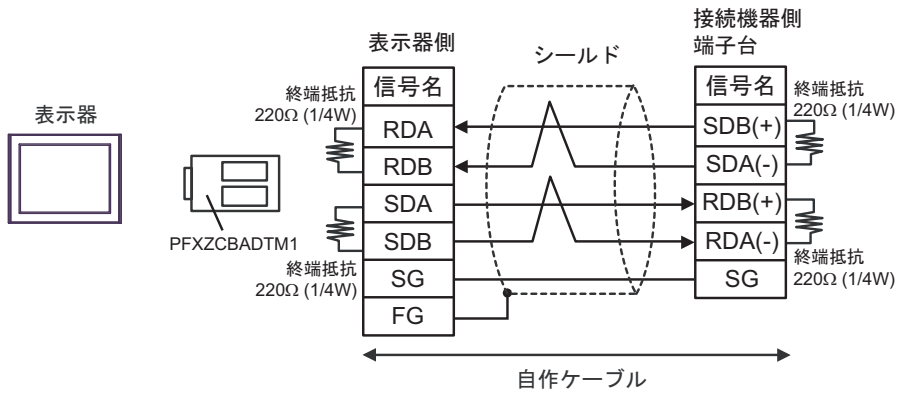 表示器
PFXZCBADTM1
表示器側
終端抵抗
220Ω (1/4W)
信号名
RDA
RDB
SDA
SDB
SG
FG
終端抵抗
220Ω (1/4W)
シールド
接続機器側
端子台
信号名
SDB(+)
SDA(-)
RDB(+)
RDA(-)
SG
終端抵抗
220Ω (1/4W)
終端抵抗
220Ω (1/4W)
自作ケーブル